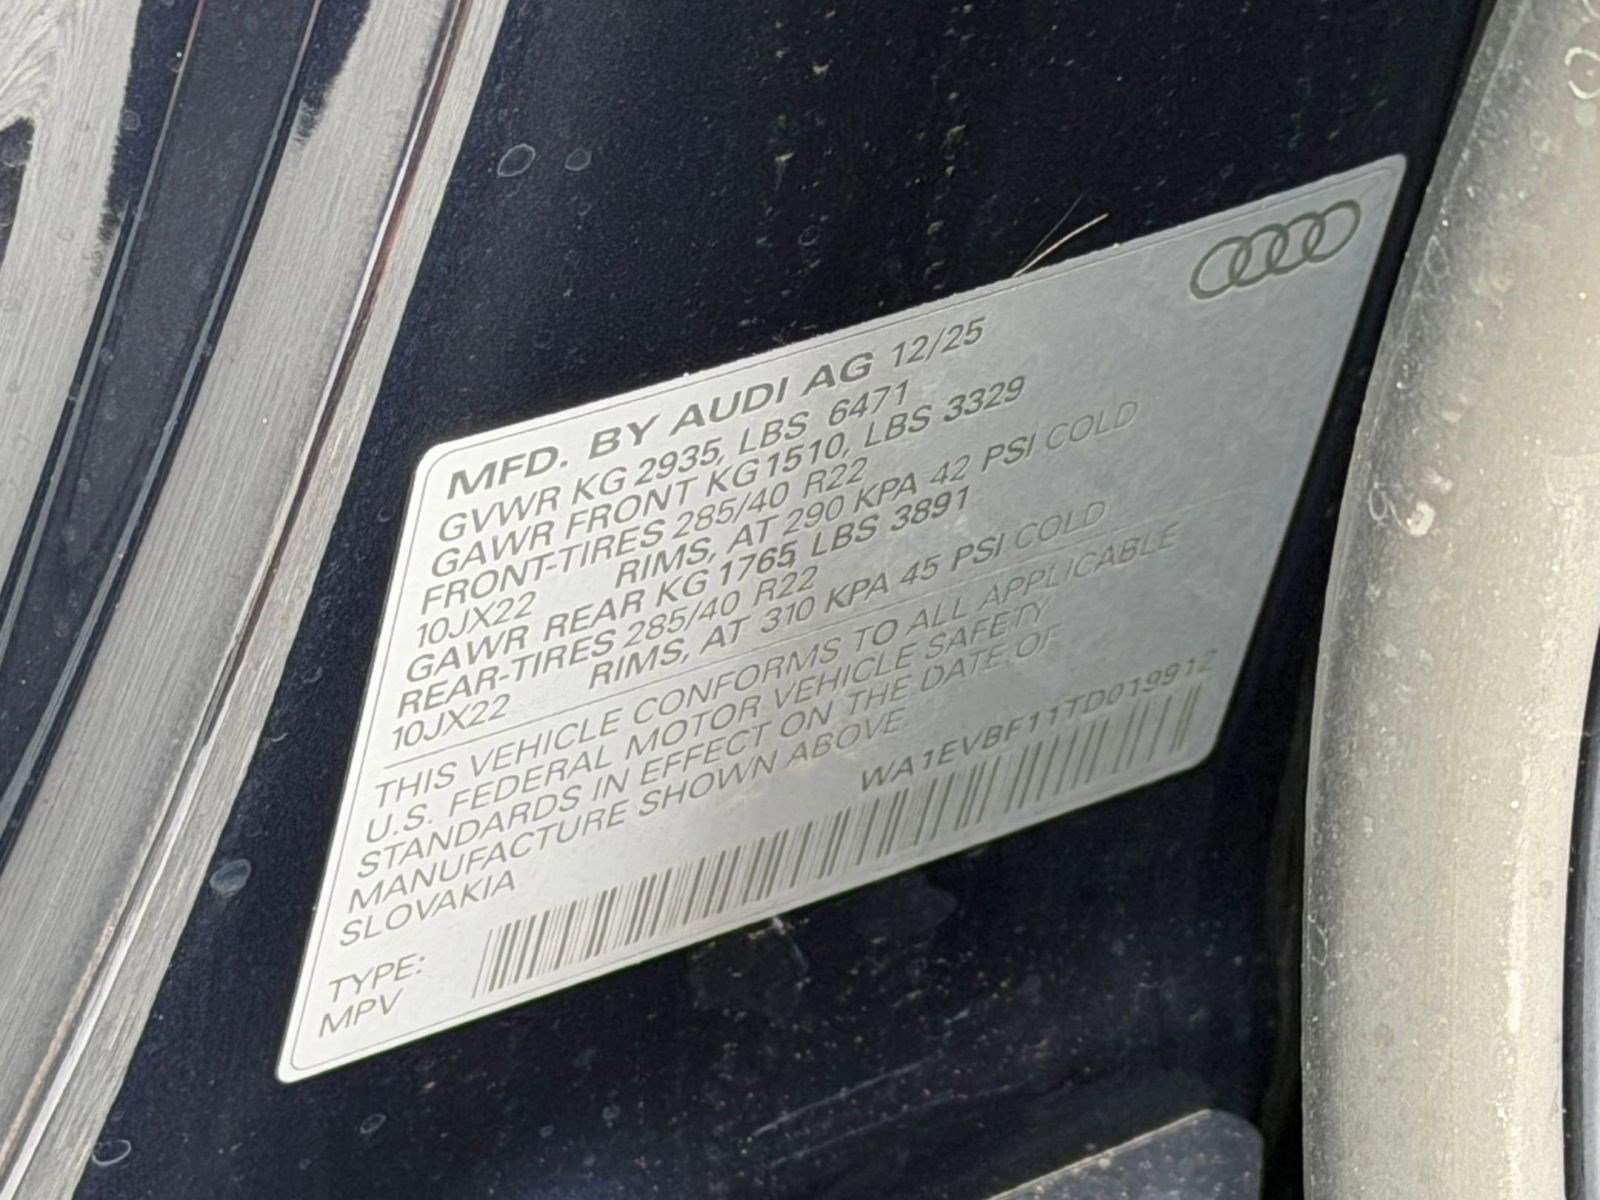 MFD. BY AUDI AG 12/25
GVWR KG 2935, LBS 6471
GAWR FRONT KG 1510, LBS 3329
FRONT-TIRES 285/40 R22
10JX22 RIMS, AT 290 KPA 42 PSI COLD
GAWR REAR KG 1765, LBS 3891
REAR-TIRES 285/40 R22
10JX22 RIMS, AT 310 KPA 45 PSI COLD
THIS VEHICLE CONFORMS TO ALL APPLICABLE
U.S. FEDERAL MOTOR VEHICLE SAFETY
STANDARDS IN EFFECT ON THE DATE OF
MANUFACTURE SHOWN ABOVE.
SLOVAKIA
WA1EVBF11TD019912
TYPE:
MPV